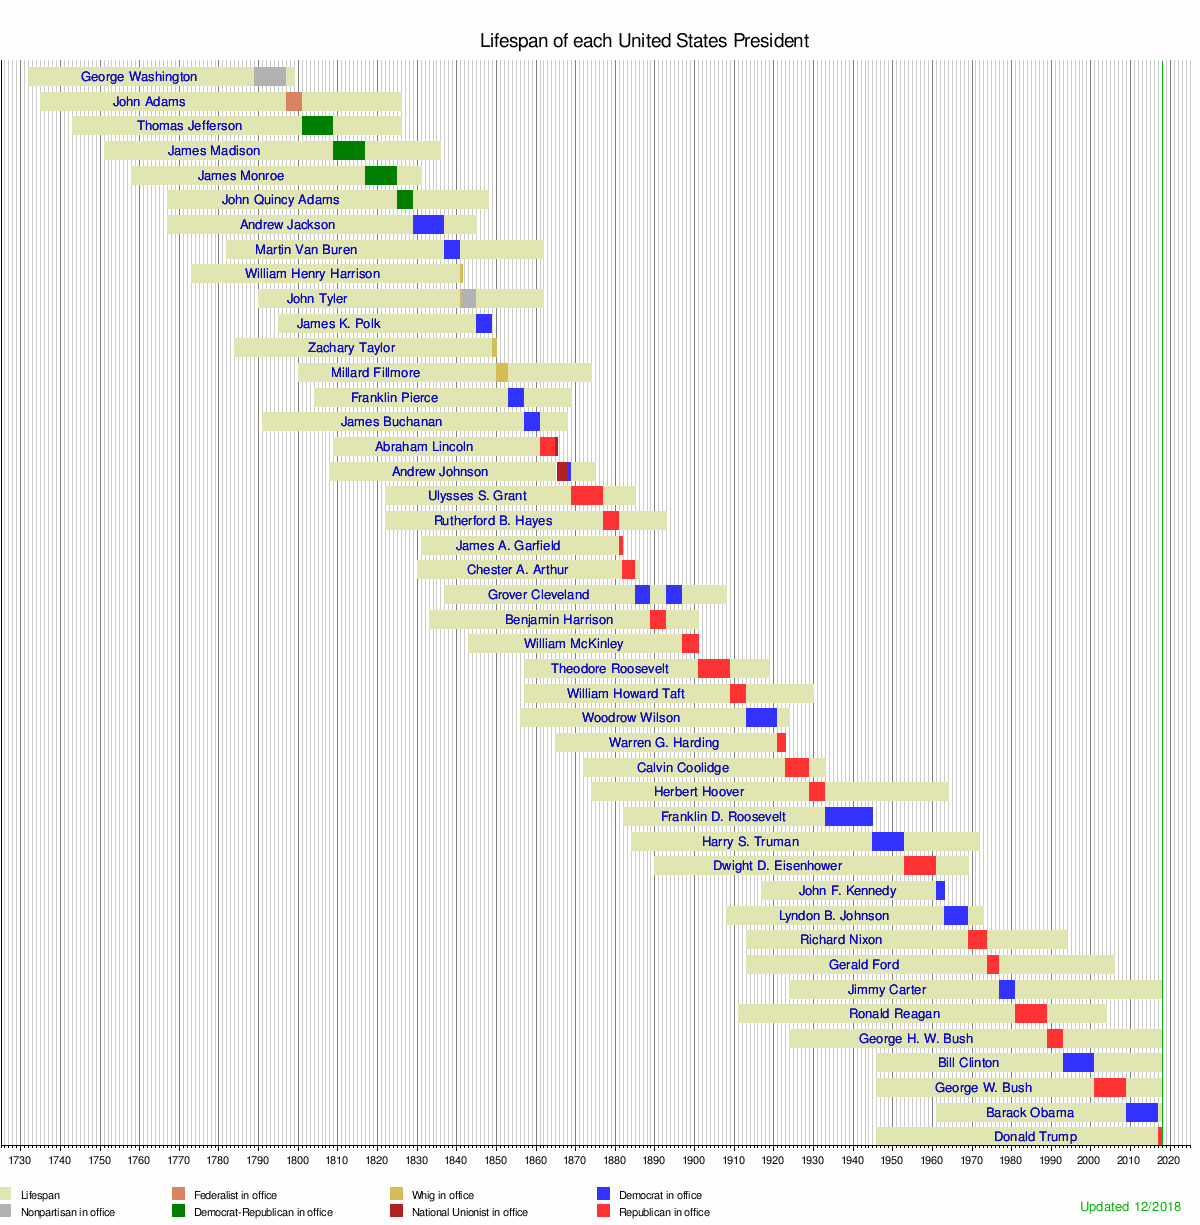 Lifespan of each United States President
George Washington
John Adams
Thomas Jefferson
James Madison
James Monroe
John Quincy Adams
Andrew Jackson
Martin Van Buren
William Henry Harrison
John Tyler
James K. Polk
Zachary Taylor
Millard Fillmore
Franklin Pierce
James Buchanan
Abraham Lincoln
Andrew Johnson
Ulysses S. Grant
Rutherford B. Hayes
James A. Garfield
Chester A. Arthur
Grover Cleveland
Benjamin Harrison
William McKinley
Theodore Roosevelt
William Howard Taft
Woodrow Wilson
Warren G. Harding
Calvin Coolidge
Herbert Hoover
Franklin D. Roosevelt
Harry S. Truman
Dwight D. Eisenhower
John F. Kennedy
Lyndon B. Johnson
Richard Nixon
Gerald Ford
Jimmy Carter
Ronald Reagan
George H. W. Bush
Bill Clinton
George W. Bush
Barack Obama
Donald Trump
1730 1740 1750 1760 1770 1780 1790 1800 1810 1820 1830 1840 1850 1860 1870 1880 1890 1900 1910 1920 1930 1940 1950 1960 1970 1980 1990 2000 2010 2020
Lifespan Federalist in office Whig in office Democrat in office
Nonpartisan in office Democrat-Republican in office National Unionist in office Republican in office
Updated 12/2018